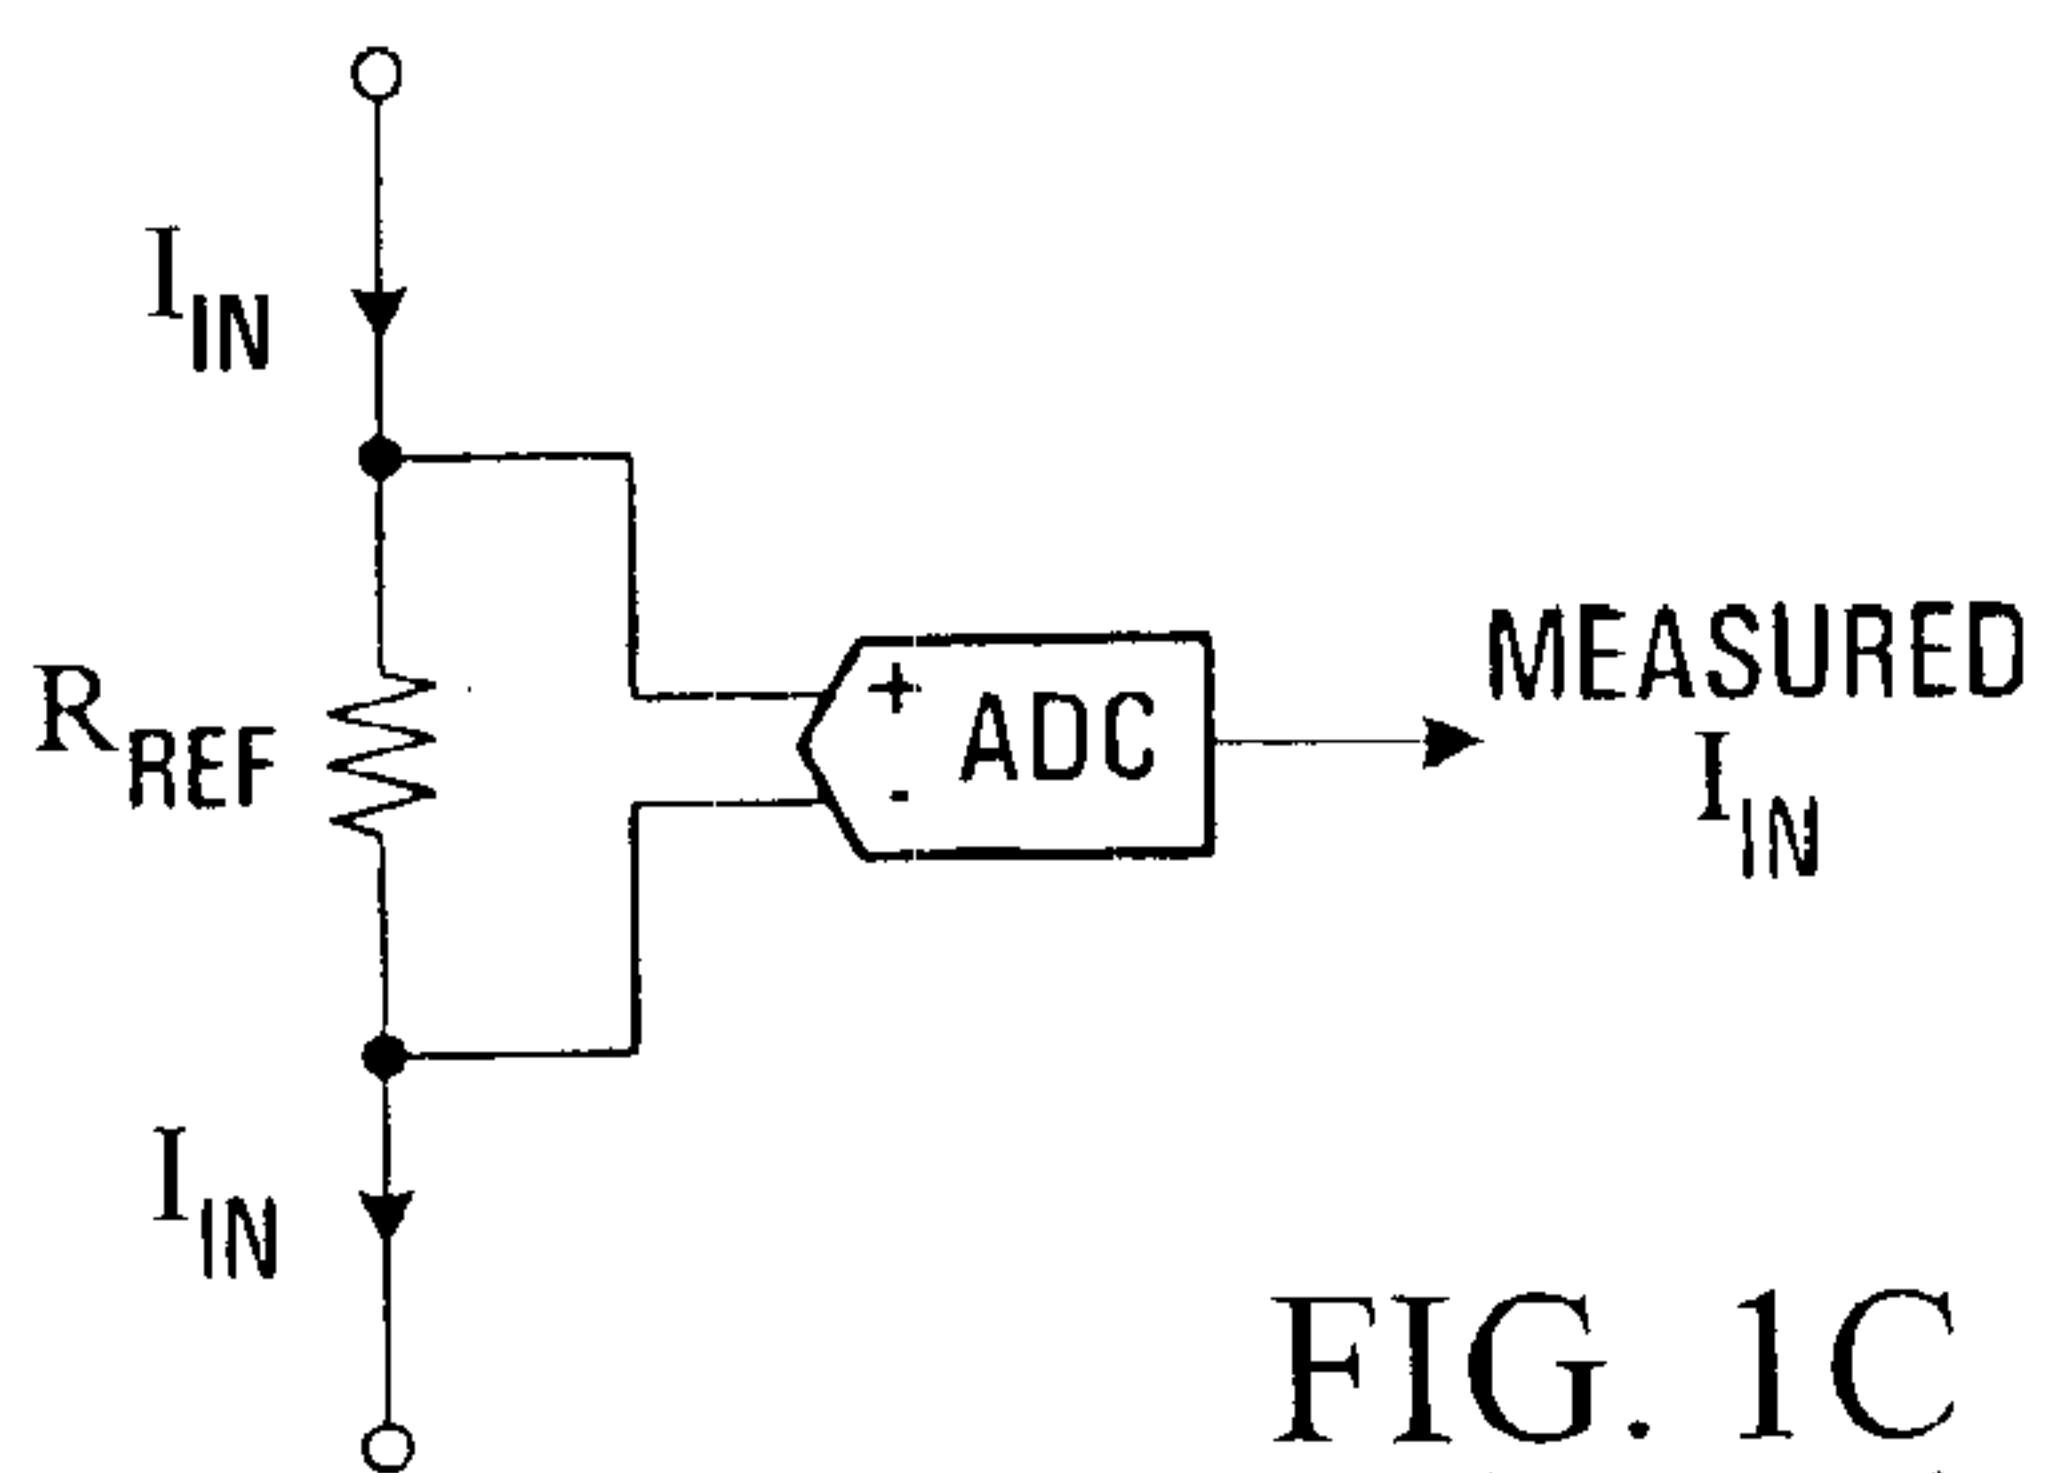 I_IN
R_REF
+
ADC
-
MEASURED
I_IN
I_IN
FIG. 1C